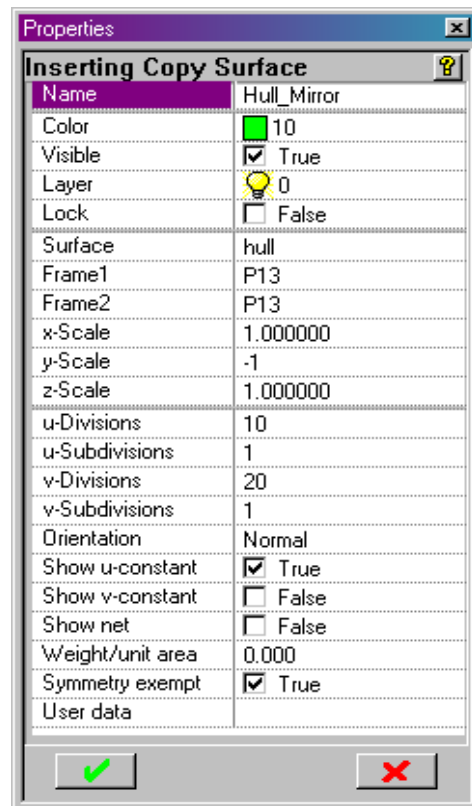 Properties
Inserting Copy Surface
Name Hull_Mirror
Color 10
Visible True
Layer 0
Lock False
Surface hull
Frame1 P13
Frame2 P13
x-Scale 1.000000
y-Scale -1
z-Scale 1.000000
u-Divisions 10
u-Subdivisions 1
v-Divisions 20
v-Subdivisions 1
Orientation Normal
Show u-constant True
Show v-constant False
Show net False
Weight/unit area 0.000
Symmetry exempt True
User data